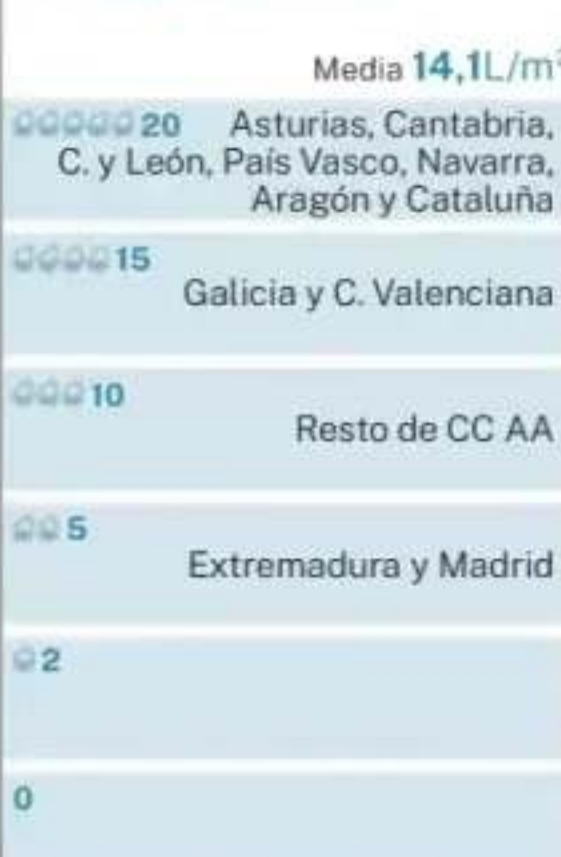 Media 14,1L/m²
20 Asturias, Cantabria,
C. y León, País Vasco, Navarra,
Aragón y Cataluña
15
Galicia y C. Valenciana
10
Resto de CC AA
5
Extremadura y Madrid
2
0